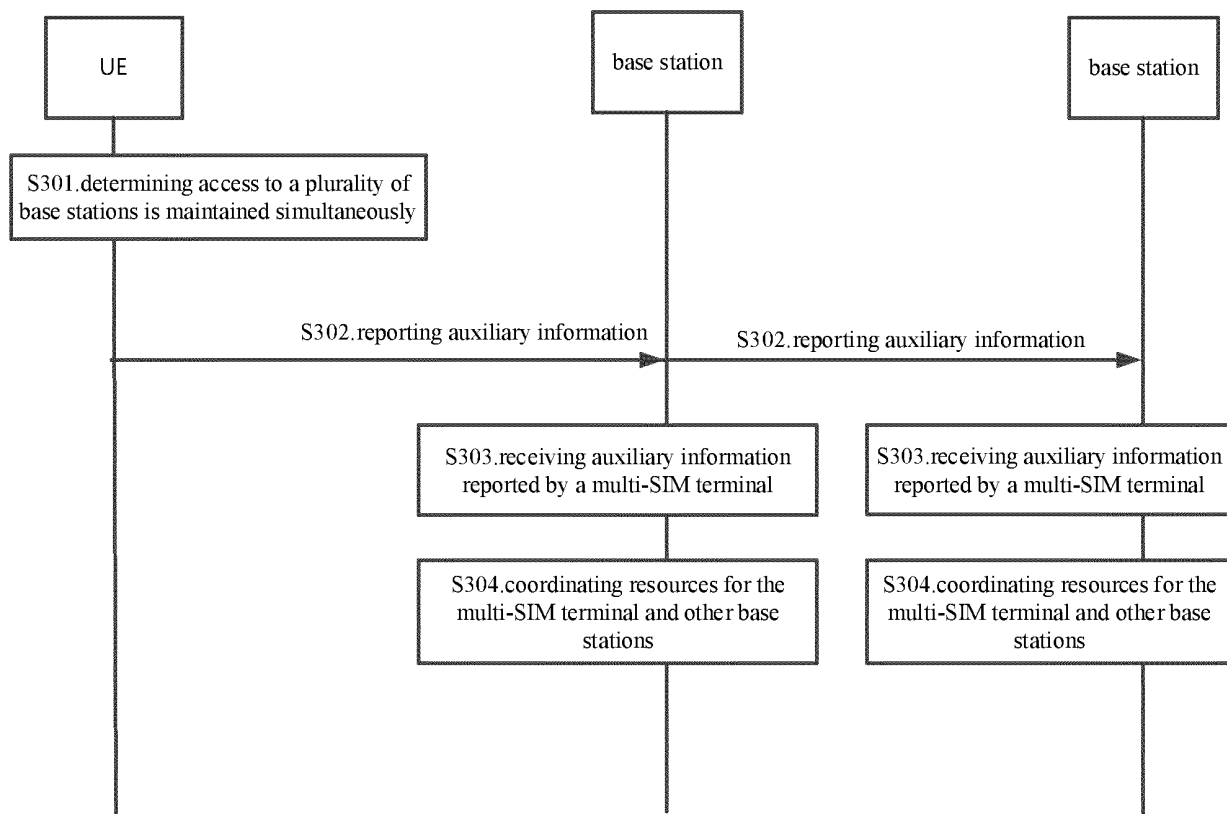 UE
base station
base station
S301.determining access to a plurality of
base stations is maintained simultaneously
S302.reporting auxiliary information
S302.reporting auxiliary information
S303.receiving auxiliary information
reported by a multi-SIM terminal
S303.receiving auxiliary information
reported by a multi-SIM terminal
S304.coordinating resources for the
multi-SIM terminal and other base
stations
S304.coordinating resources for the
multi-SIM terminal and other base
stations